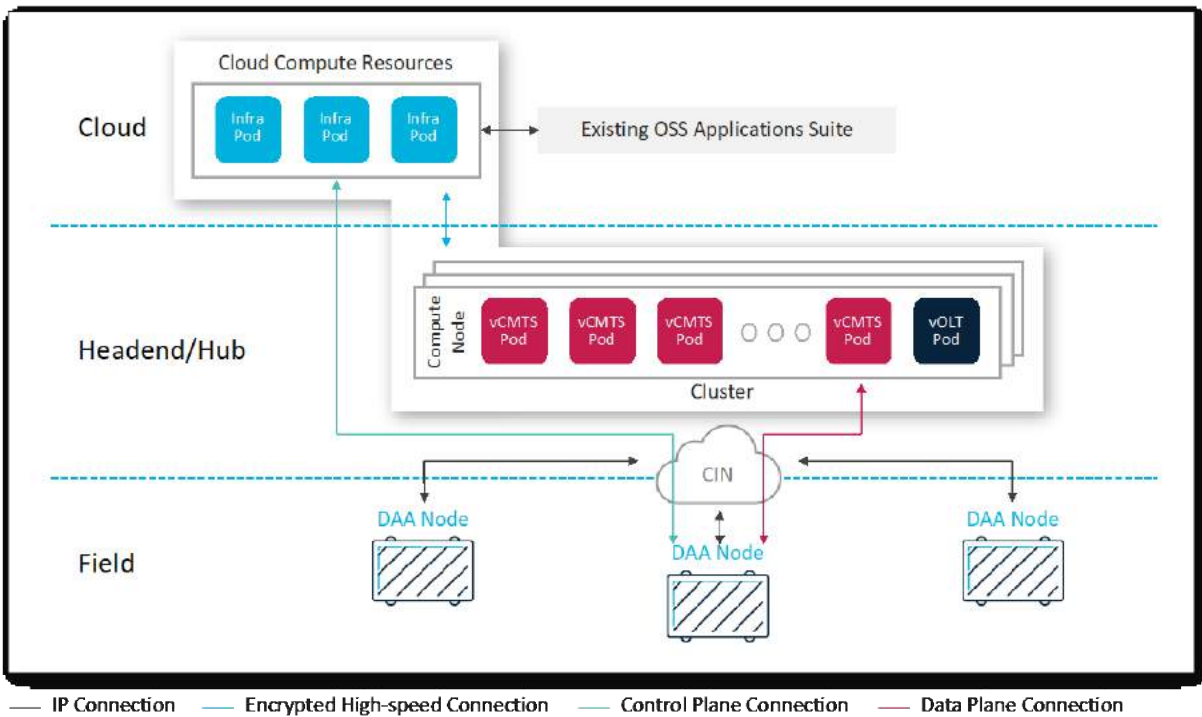 Cloud Compute Resources
Infra
Pod
Infra
Pod
Infra
Pod
Cloud
Existing OSS Applications Suite
Compute
Node
vCMTS
Pod
vCMTS
Pod
vCMTS
Pod
vCMTS
Pod
vOLT
Pod
Headend/Hub
Cluster
CIN
DAA Node
DAA Node
DAA Node
Field
IP Connection
Encrypted High-speed Connection
Control Plane Connection
Data Plane Connection